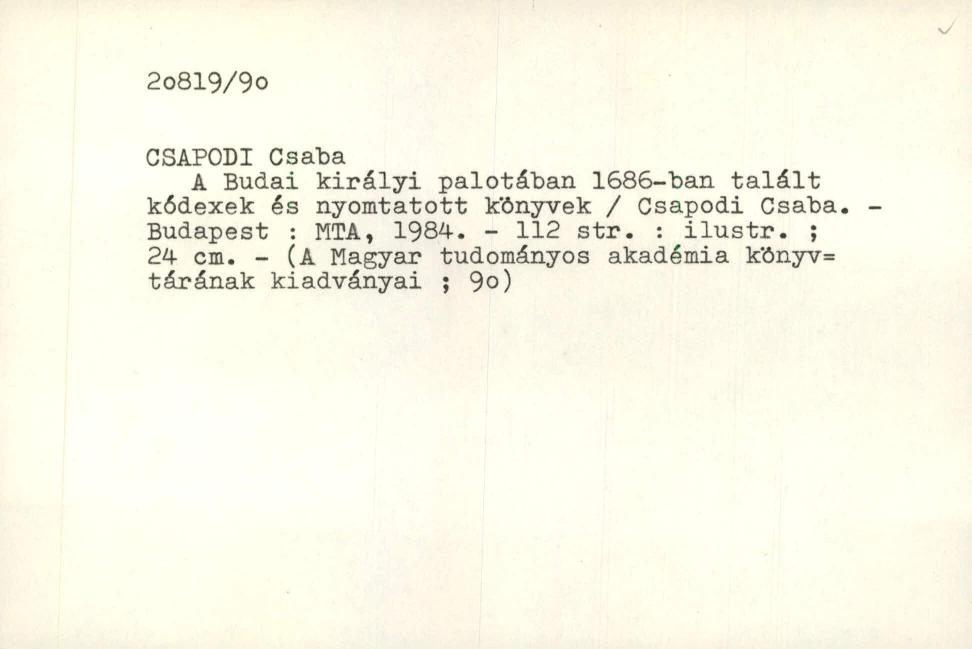 2o819/9o
CSAPODI Csaba
A Budai királyi palotában 1686-ban talált
kódexek és nyomtatott könyvek / Csapodi Csaba. -
Budapest : MTA, 1984. - 112 str. : ilustr. ;
24 cm. - (A Magyar tudományos akadémia könyv=
tárának kiadványai ; 9o)